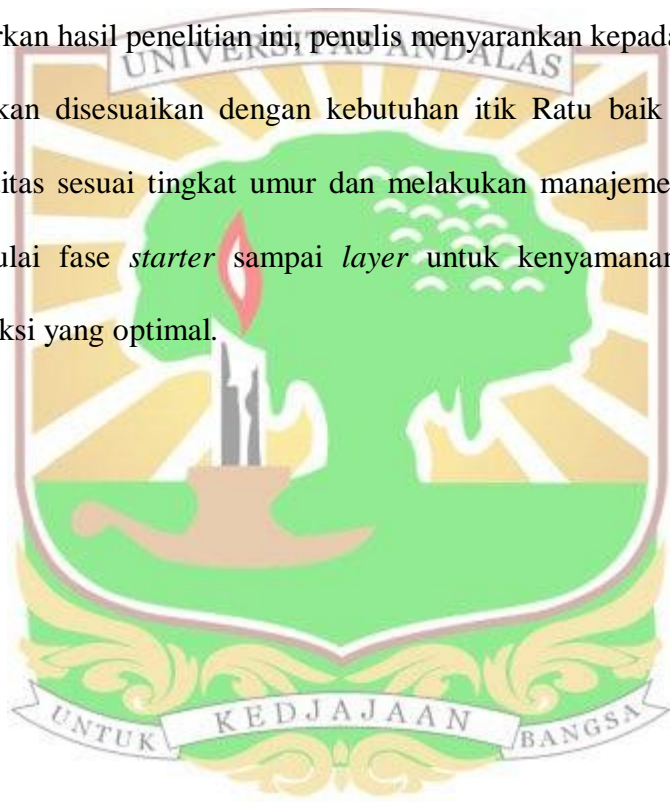 UNIVERSITAS ANDALAS
rkan hasil penelitian ini, penulis menyarankan kepada
kan disesuaikan dengan kebutuhan itik Ratu baik
itas sesuai tingkat umur dan melakukan manajeme
ulai fase starter sampai layer untuk kenyamanan
ksi yang optimal.
UNTUK KEDJAJAAN BANGSA